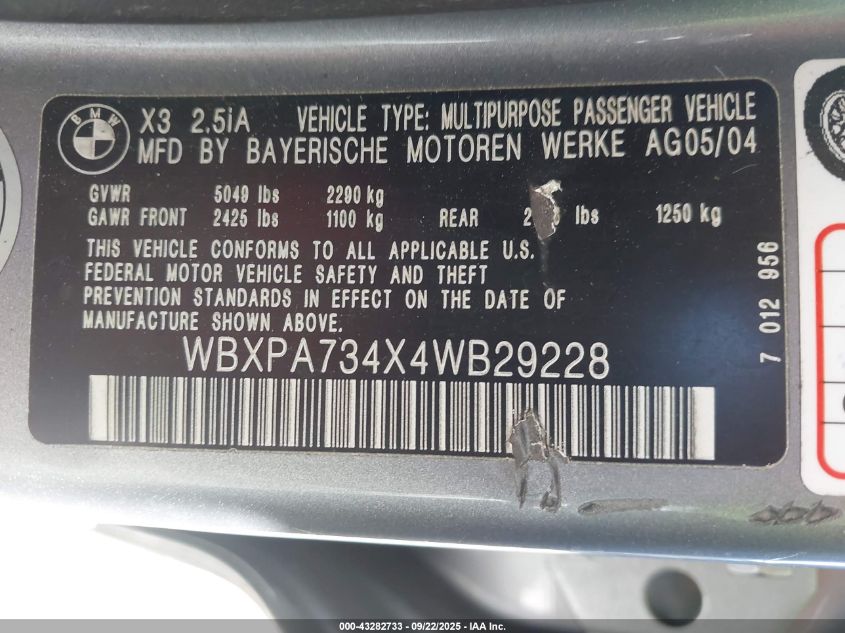 BMW
X3 2.5iA VEHICLE TYPE: MULTIPURPOSE PASSENGER VEHICLE
MFD BY BAYERISCHE MOTOREN WERKE AG05/04
GVWR 5049 lbs 2290 kg
GAWR FRONT 2425 lbs 1100 kg REAR lbs 1250 kg
THIS VEHICLE CONFORMS TO ALL APPLICABLE U.S.
FEDERAL MOTOR VEHICLE SAFETY AND THEFT
PREVENTION STANDARDS IN EFFECT ON THE DATE OF
MANUFACTURE SHOWN ABOVE.
WBXPA734X4WB29228
7 012 956
000-43282733 - 09/22/2025 - IAA Inc.